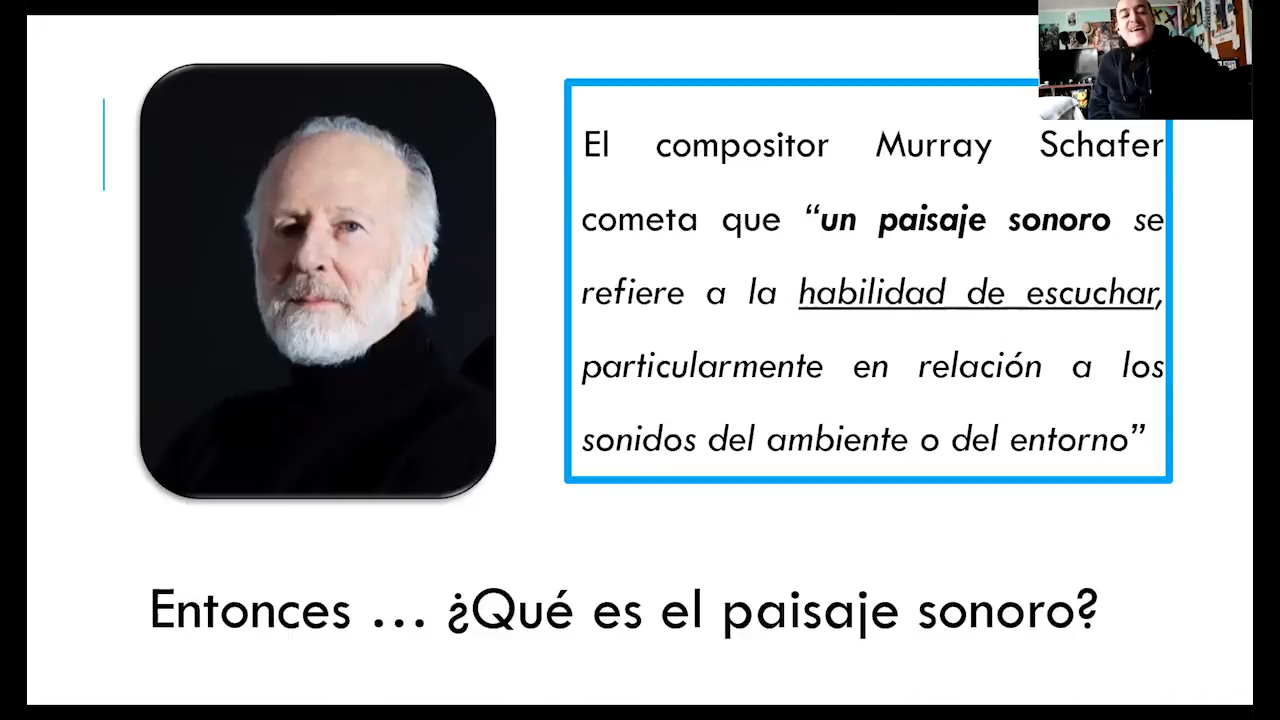 El compositor Murray Schafer
cometa que “un paisaje sonoro se
refiere a la habilidad de escuchar,
particularmente en relación a los
sonidos del ambiente o del entorno”
Entonces ... ¿Qué es el paisaje sonoro?